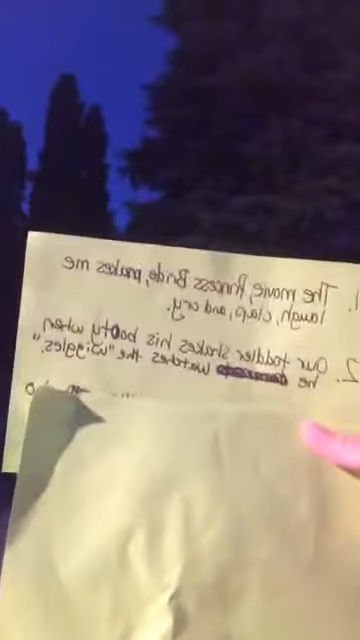 1. The movie, Princess Bride, makes me
laugh, clap, and cry.
2. Our toddler shakes his booty when
he watches the "Wiggles."